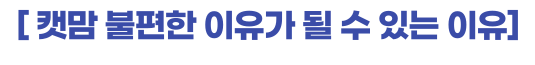 [ 캣맘 불편한 이유가 될 수 있는 이유]